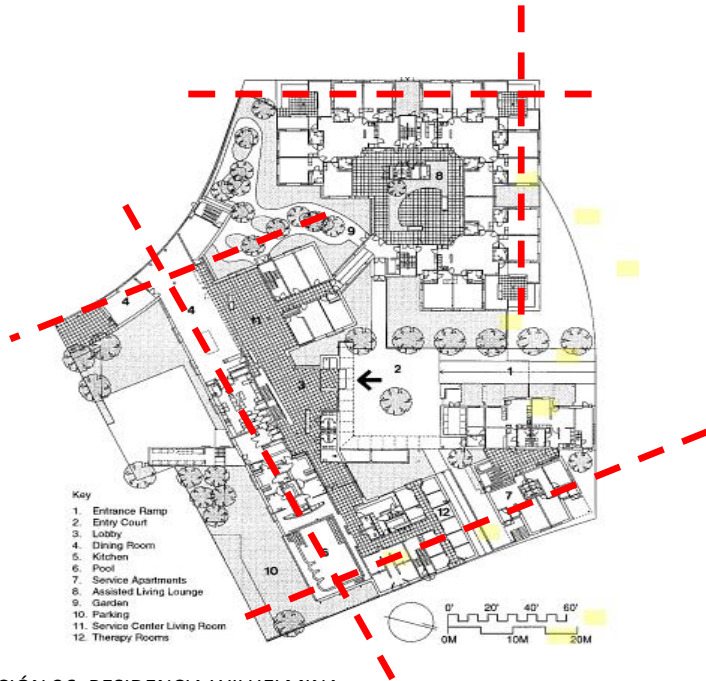 8
9
4
4
11
3
2
1
7
12
6
10
Key
1. Entrance Ramp
2. Entry Court
3. Lobby
4. Dining Room
5. Kitchen
6. Pool
7. Service Apartments
8. Assisted Living Lounge
9. Garden
10. Parking
11. Service Center Living Room
12. Therapy Rooms
0' 20' 40' 60'
0M 10M 20M